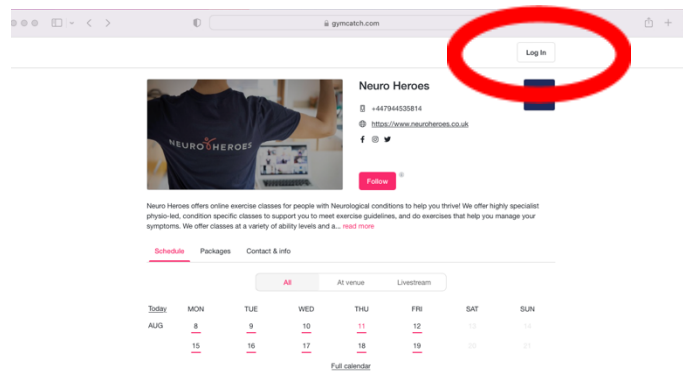 gymcatch.com
Log In
Neuro Heroes
+447944535814
https://www.neuroheroes.co.uk
NEURO HEROES
Follow
Neuro Heroes offers online exercise classes for people with Neurological conditions to help you thrive! We offer highly specialist
physio-led, condition specific classes to support you to meet exercise guidelines, and do exercises that help you manage your
symptoms. We offer classes at a variety of ability levels and a... read more
Schedule Packages Contact & info
All At venue Livestream
Today MON TUE WED THU FRI SAT SUN
AUG 8 9 10 11 12 13 14
15 16 17 18 19 20 21
Full calendar